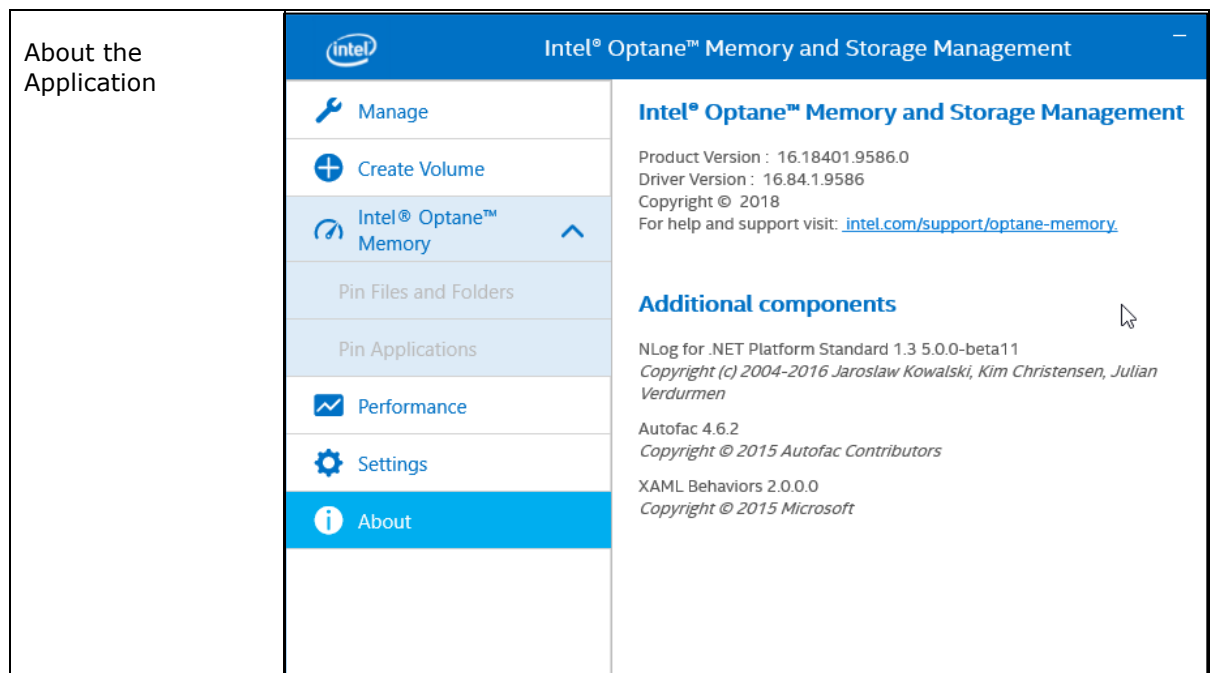 About the
Application
intel
Intel® Optane™ Memory and Storage Management
Manage
Create Volume
Intel® Optane™
Memory
Pin Files and Folders
Pin Applications
Performance
Settings
About
Intel® Optane™ Memory and Storage Management
Product Version : 16.18401.9586.0
Driver Version : 16.84.1.9586
Copyright © 2018
For help and support visit: intel.com/support/optane-memory.
Additional components
NLog for .NET Platform Standard 1.3 5.0.0-beta11
Copyright (c) 2004-2016 Jaroslaw Kowalski, Kim Christensen, Julian
Verdurmen
Autofac 4.6.2
Copyright © 2015 Autofac Contributors
XAML Behaviors 2.0.0.0
Copyright © 2015 Microsoft